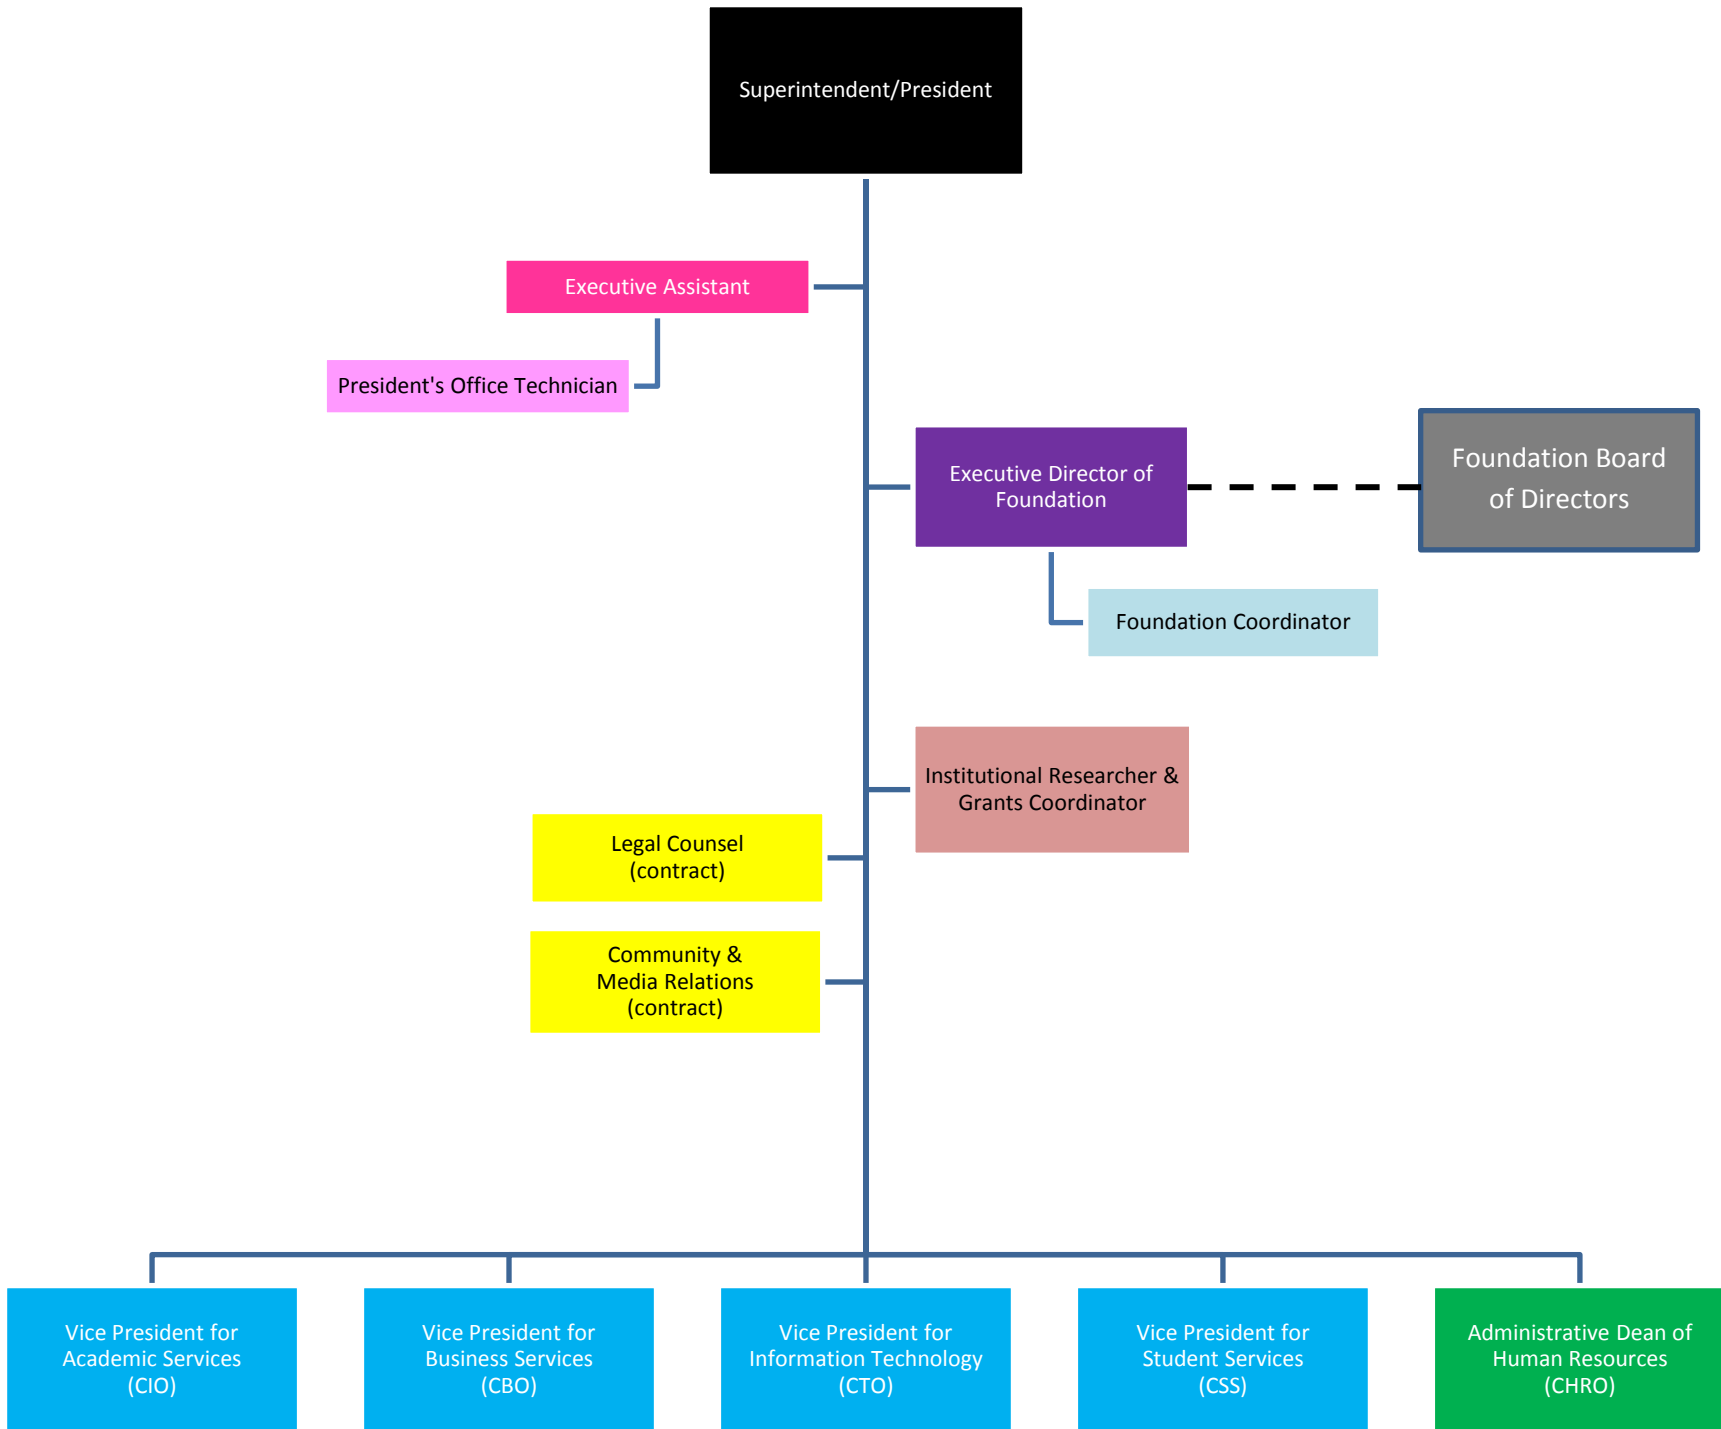 Superintendent/President
Executive Assistant
President's Office Technician
Executive Director of
Foundation
Foundation Board
of Directors
Foundation Coordinator
Institutional Researcher &
Grants Coordinator
Legal Counsel
(contract)
Community &
Media Relations
(contract)
Vice President for
Academic Services
(CIO)
Vice President for
Business Services
(CBO)
Vice President for
Information Technology
(CTO)
Vice President for
Student Services
(CSS)
Administrative Dean of
Human Resources
(CHRO)